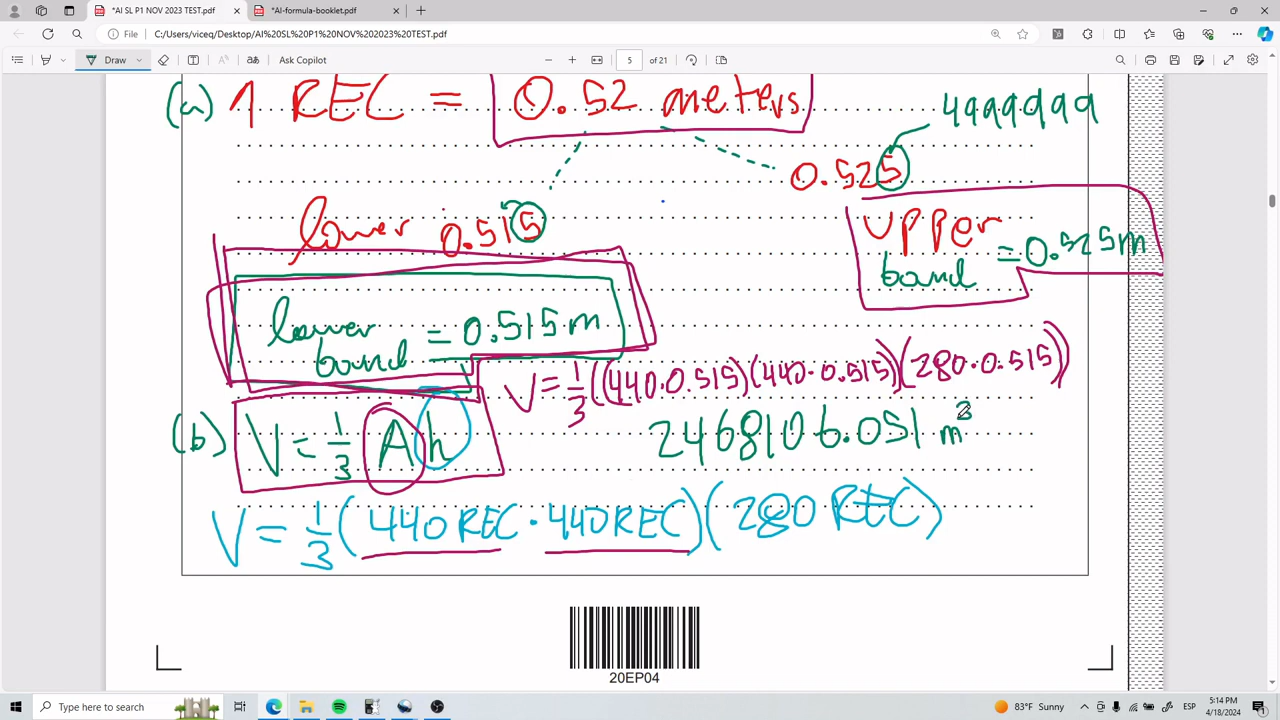 *AI SL P1 NOV 2023 TEST.pdf
*AI-formula-booklet.pdf
File C:/Users/viceq/Desktop/AI%20SL%20P1%20NOV%202023%20TEST.pdf
Draw
Ask Copilot
5 of 21
(a) 1 REC = 0.52 meters
4999999
0.525
lower 0.515
UPPer
band = 0.525m
lower
band = 0.515m
V = 1/3 ((440·0.515)(440·0.515)(280·0.515))
(b) V = 1/3 A h
2468106.051 m³
V = 1/3 (440 REC · 440 REC)(280 REC)
20EP04
Type here to search
83°F Sunny
ESP
5:14 PM
4/18/2024